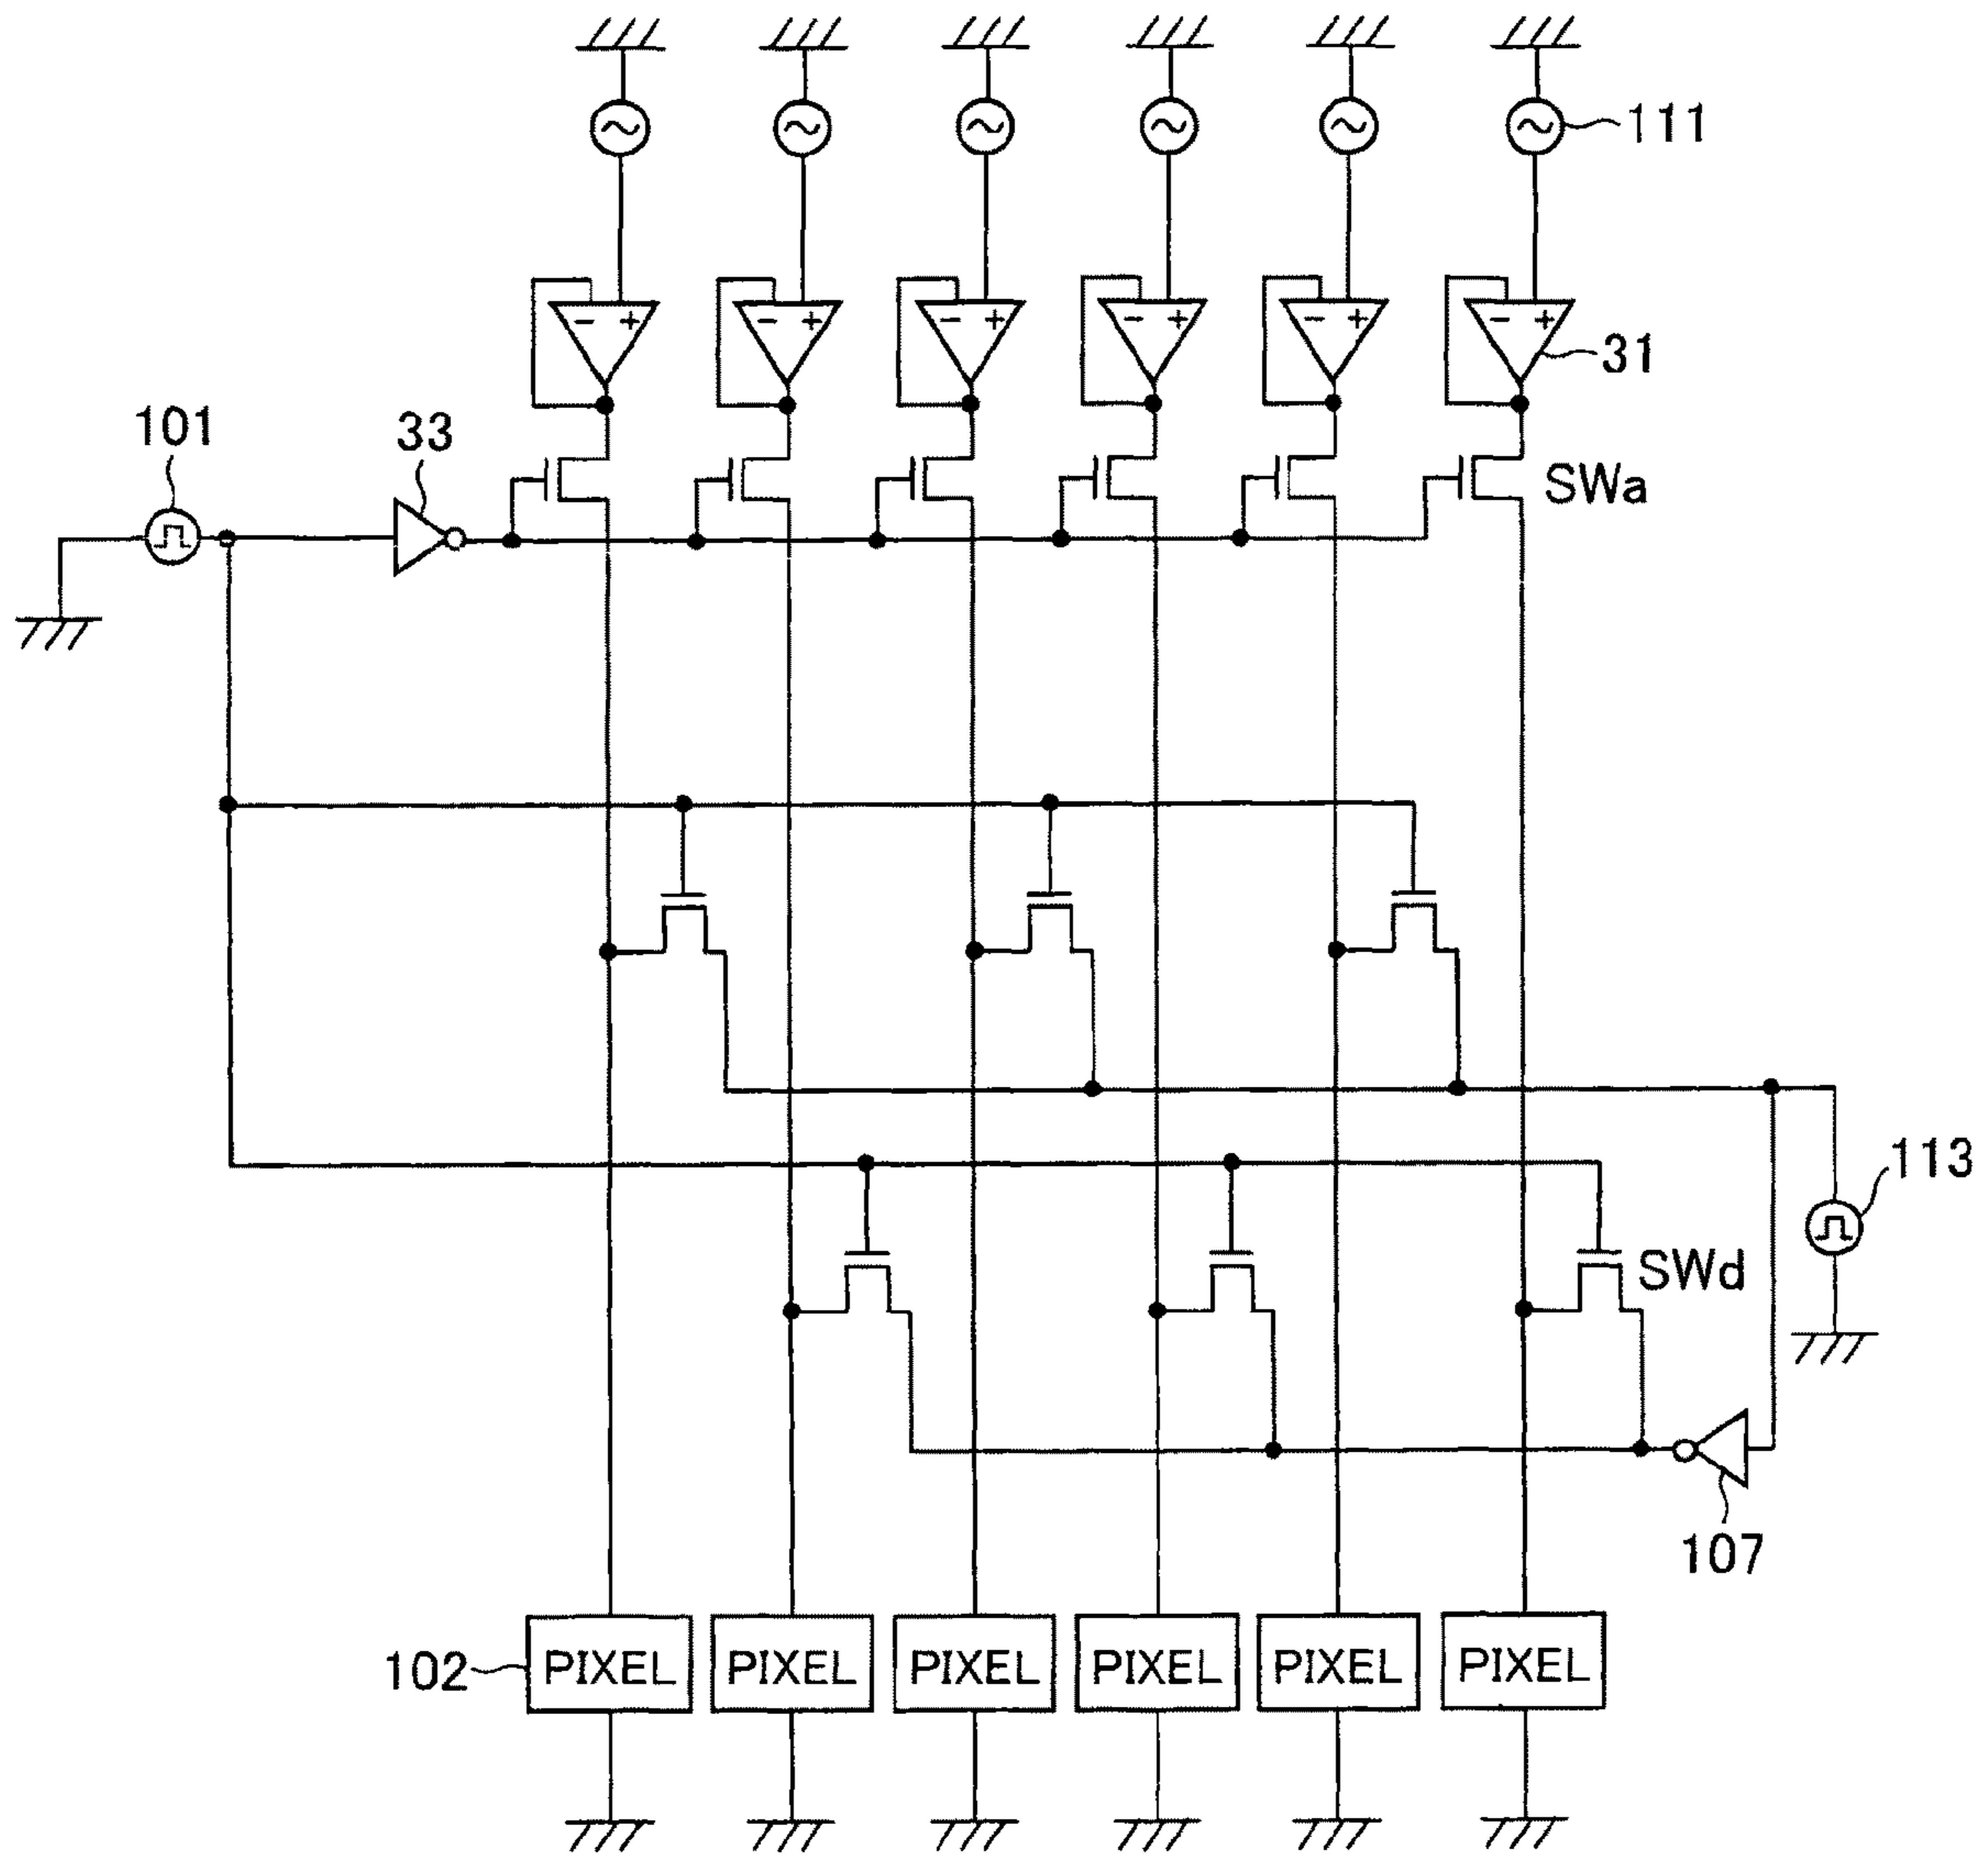 111
- + - + - + - + - + - +
31
101
33
SWa
113
SWd
107
102
PIXEL PIXEL PIXEL PIXEL PIXEL PIXEL